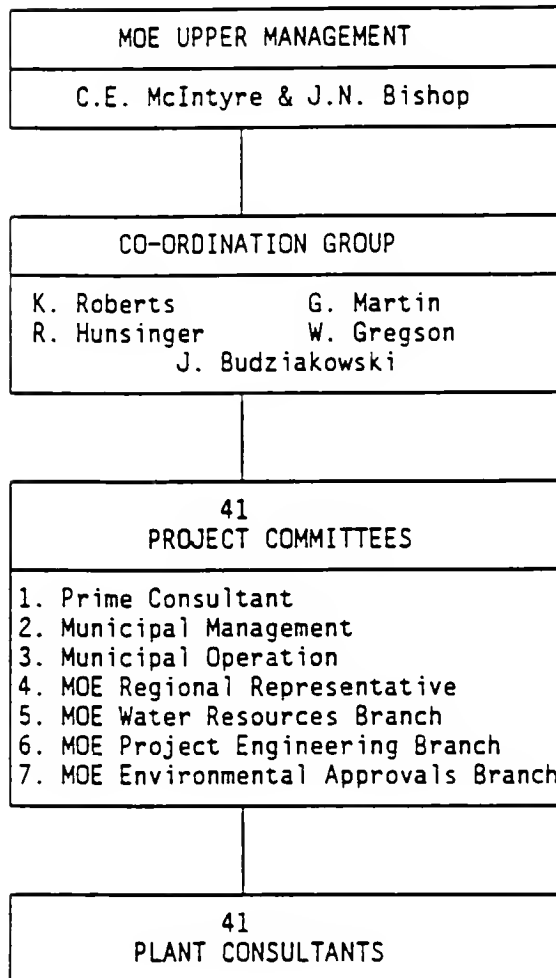 MOE UPPER MANAGEMENT
C.E. McIntyre & J.N. Bishop
CO-ORDINATION GROUP
K. Roberts G. Martin
R. Hunsinger W. Gregson
J. Budziakowski
41
PROJECT COMMITTEES
1. Prime Consultant
2. Municipal Management
3. Municipal Operation
4. MOE Regional Representative
5. MOE Water Resources Branch
6. MOE Project Engineering Branch
7. MOE Environmental Approvals Branch
41
PLANT CONSULTANTS